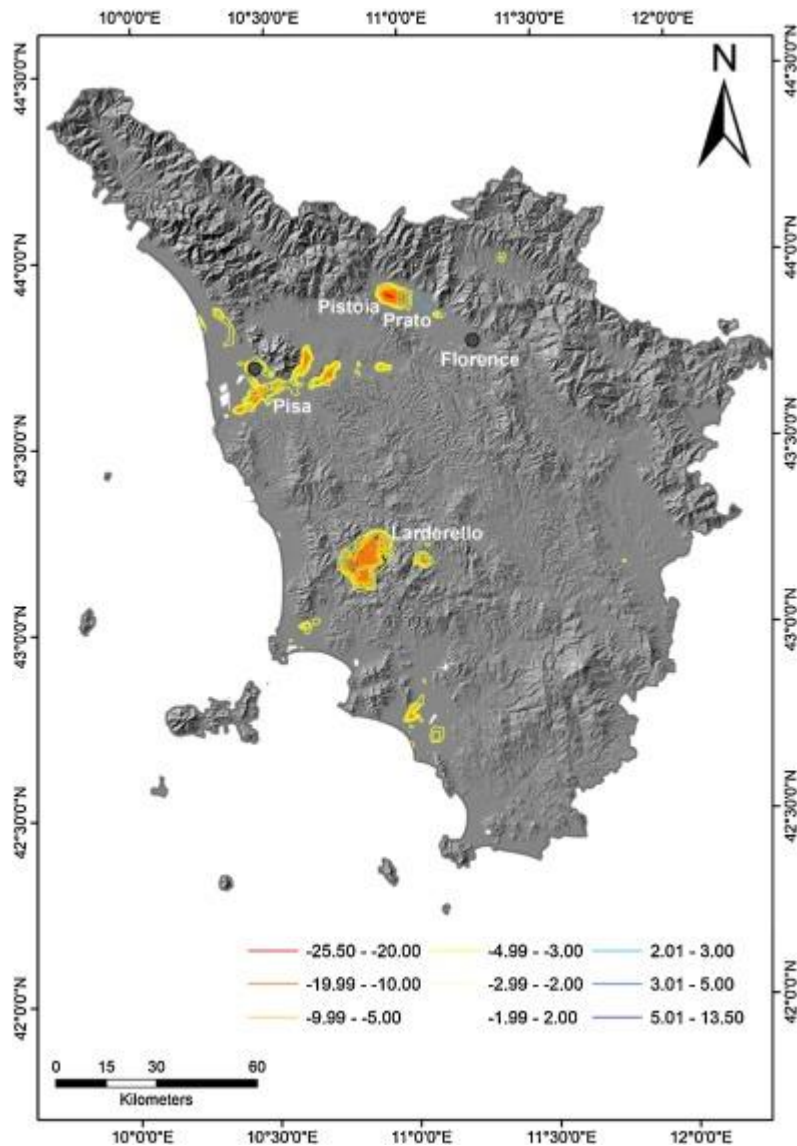 10°0'0"E 10°30'0"E 11°0'0"E 11°30'0"E 12°0'0"E
N
44°30'0"N 44°30'0"N
44°0'0"N 44°0'0"N
Pistoia
Prato
Florence
Pisa
43°30'0"N 43°30'0"N
Larderello
43°0'0"N 43°0'0"N
42°30'0"N 42°30'0"N
-25.50 - -20.00 -4.99 - -3.00 2.01 - 3.00
-19.99 - -10.00 -2.99 - -2.00 3.01 - 5.00
-9.99 - -5.00 -1.99 - 2.00 5.01 - 13.50
42°0'0"N 42°0'0"N
0 15 30 60
Kilometers
10°0'0"E 10°30'0"E 11°0'0"E 11°30'0"E 12°0'0"E